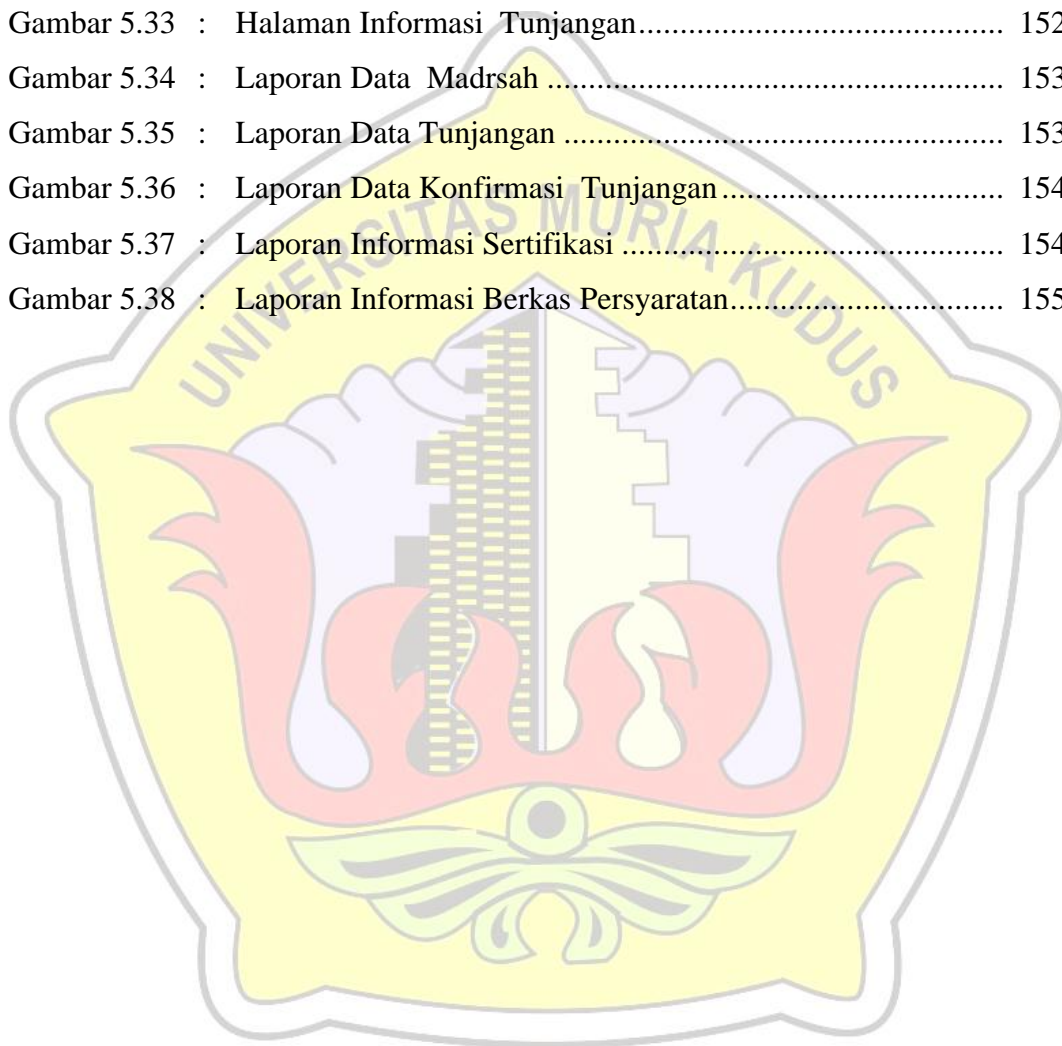 Gambar 5.33 : Halaman Informasi Tunjangan........................................... 152
Gambar 5.34 : Laporan Data Madrsah ...................................................... 153
Gambar 5.35 : Laporan Data Tunjangan .................................................... 153
Gambar 5.36 : Laporan Data Konfirmasi Tunjangan................................. 154
Gambar 5.37 : Laporan Informasi Sertifikasi ............................................. 154
Gambar 5.38 : Laporan Informasi Berkas Persyaratan................................ 155
UNIVERSITAS MURIA KUDUS